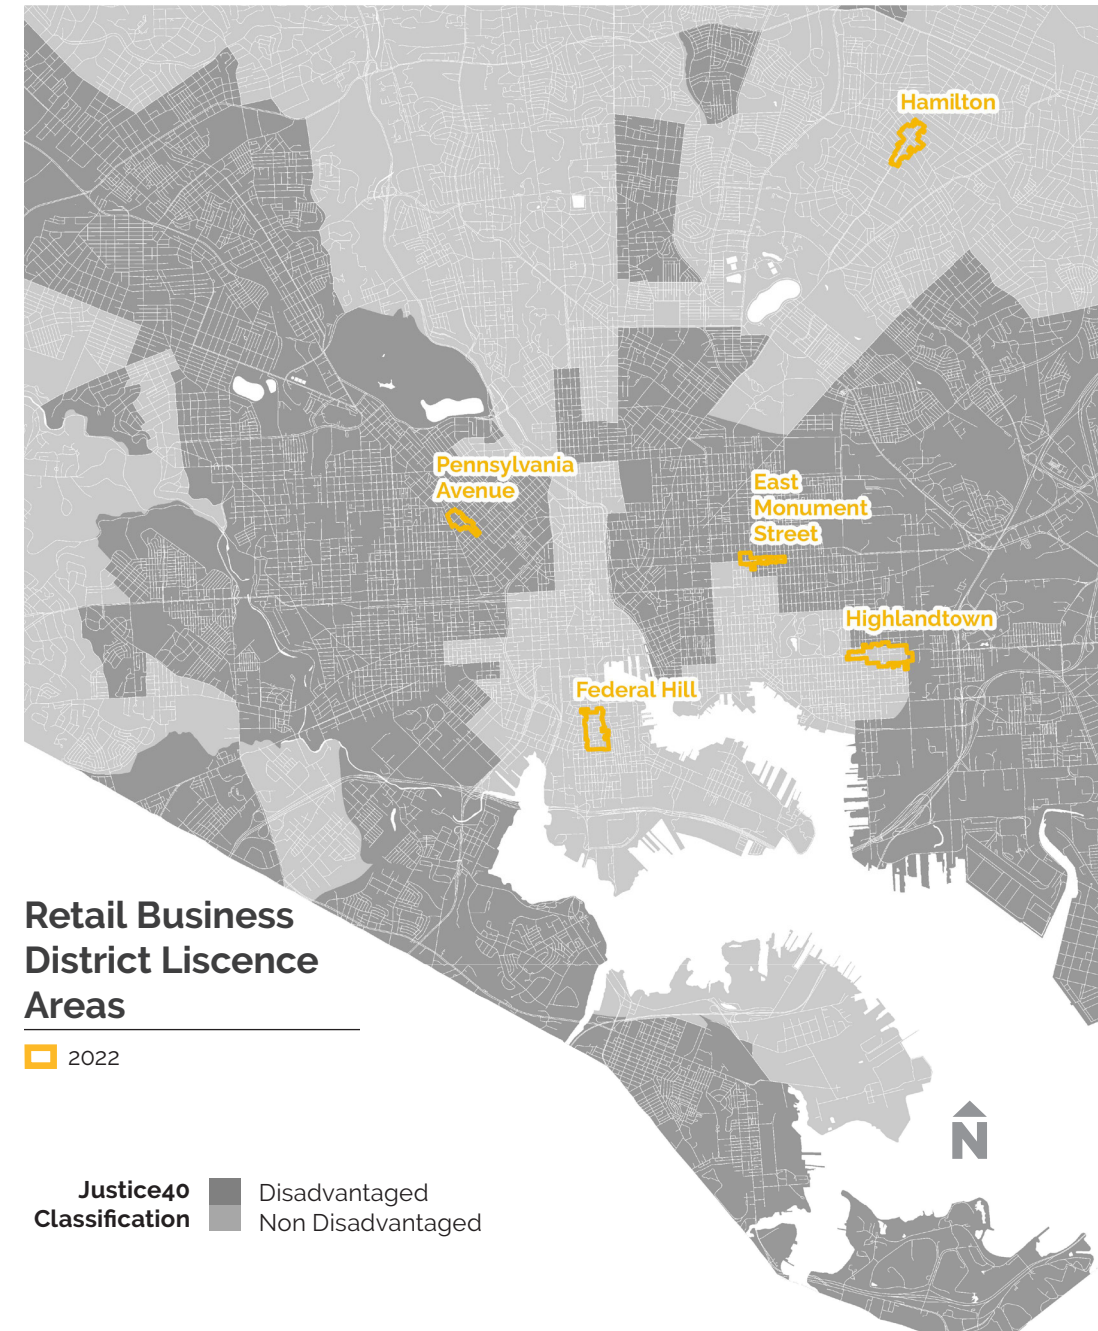 Hamilton
Pennsylvania
Avenue
East
Monument
Street
Highlandtown
Federal Hill
Retail Business
District Liscence
Areas
2022
N
Justice40
Classification
Disadvantaged
Non Disadvantaged